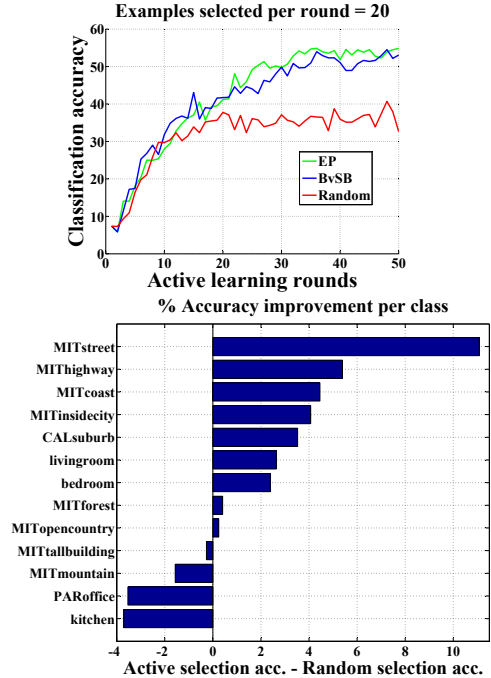 Examples selected per round = 20
Classification accuracy
60
50
40
30
20
10
0
EP
BvSB
Random
0 10 20 30 40 50
Active learning rounds
% Accuracy improvement per class
MITstreet
MIThighway
MITcoast
MITinsidecity
CALsuburb
livingroom
bedroom
MITforest
MITopencountry
MITtallbuilding
MITmountain
PARoffice
kitchen
-4 -2 0 2 4 6 8 10
Active selection acc. - Random selection acc.